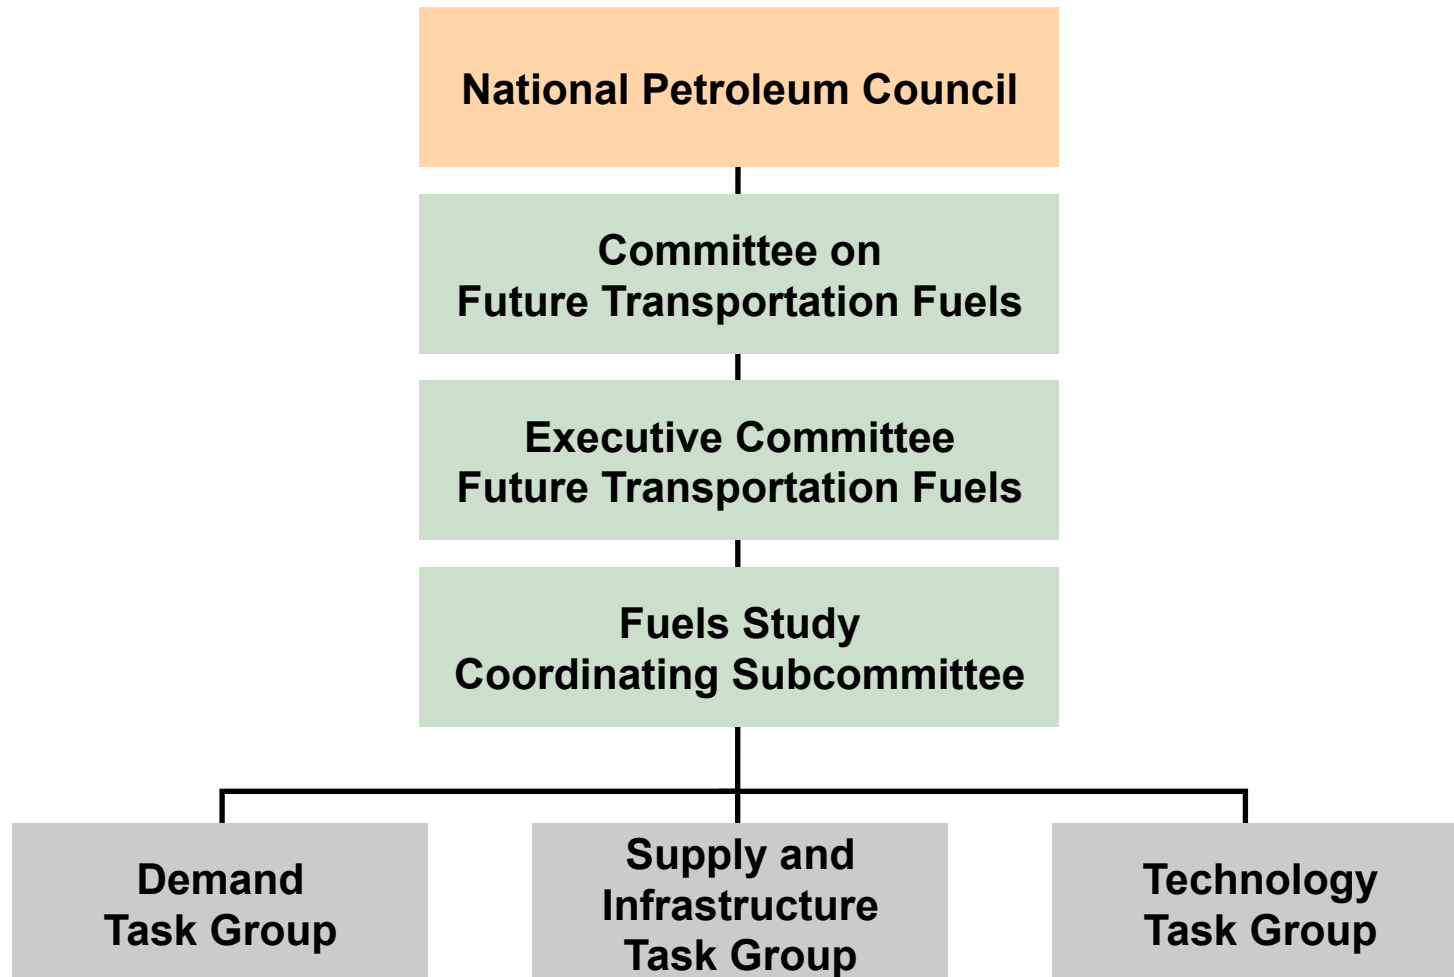 National Petroleum Council
Committee on
Future Transportation Fuels
Executive Committee
Future Transportation Fuels
Fuels Study
Coordinating Subcommittee
Demand
Task Group
Supply and
Infrastructure
Task Group
Technology
Task Group